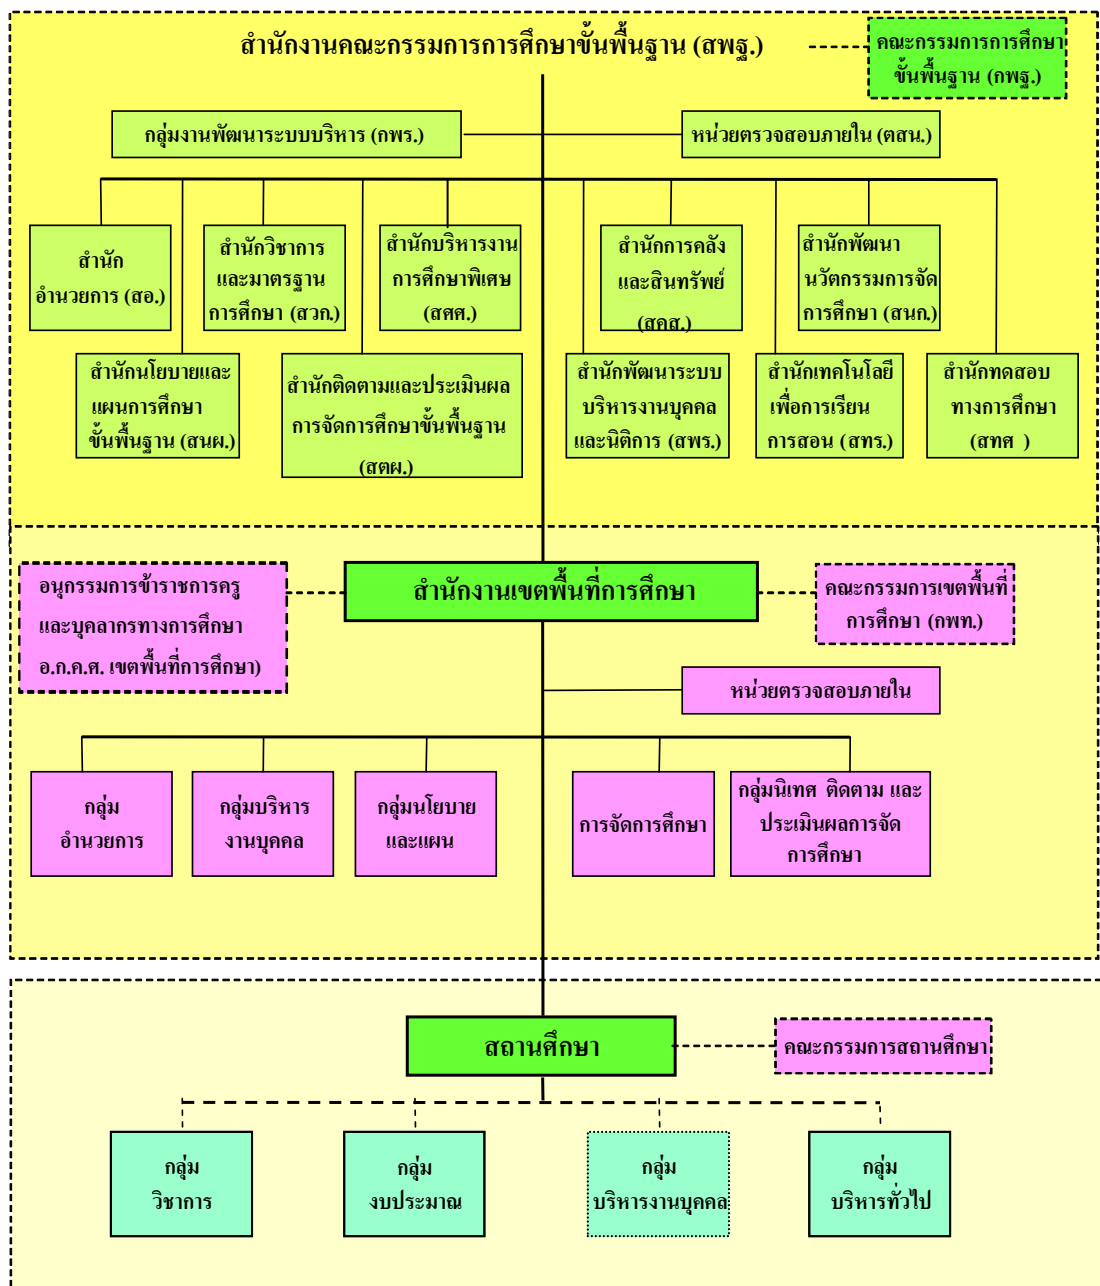 สำนักงานคณะกรรมการการศึกษาขั้นพื้นฐาน (สพฐ.)
คณะกรรมการการศึกษา
ขั้นพื้นฐาน (กพฐ.)
กลุ่มงานพัฒนาระบบบริหาร (กพร.)
หน่วยตรวจสอบภายใน (ตสน.)
สำนัก
อำนวยการ (สอ.)
สำนักวิชาการ
และมาตรฐาน
การศึกษา (สวก.)
สำนักบริหารงาน
การศึกษาพิเศษ
(สศศ.)
สำนักการคลัง
และสินทรัพย์
(สคส.)
สำนักพัฒนา
นวัตกรรมการจัด
การศึกษา (สนก.)
สำนักนโยบายและ
แผนการศึกษา
ขั้นพื้นฐาน (สนผ.)
สำนักติดตามและประเมินผล
การจัดการศึกษาขั้นพื้นฐาน
(สตผ.)
สำนักพัฒนาระบบ
บริหารงานบุคคล
และนิติการ (สพร.)
สำนักเทคโนโลยี
เพื่อการเรียน
การสอน (สทร.)
สำนักทดสอบ
ทางการศึกษา
(สทศ )
อนุกรรมการข้าราชการครู
และบุคลากรทางการศึกษา
อ.ก.ค.ศ. เขตพื้นที่การศึกษา)
สำนักงานเขตพื้นที่การศึกษา
คณะกรรมการเขตพื้นที่
การศึกษา (กพท.)
หน่วยตรวจสอบภายใน
กลุ่ม
อำนวยการ
กลุ่มบริหาร
งานบุคคล
กลุ่มนโยบาย
และแผน
การจัดการศึกษา
กลุ่มนิเทศ ติดตาม และ
ประเมินผลการจัด
การศึกษา
สถานศึกษา
คณะกรรมการสถานศึกษา
กลุ่ม
วิชาการ
กลุ่ม
งบประมาณ
กลุ่ม
บริหารงานบุคคล
กลุ่ม
บริหารทั่วไป